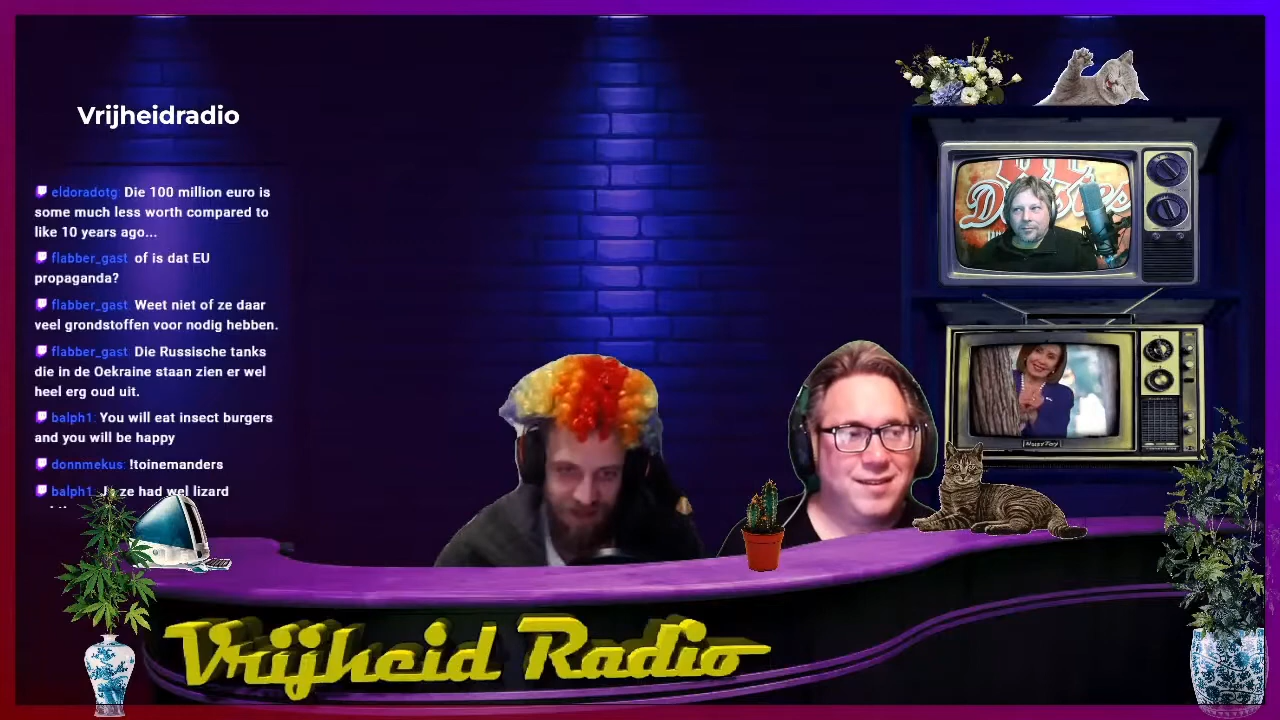 Vrijheidradio
eldoradotg: Die 100 million euro is
some much less worth compared to
like 10 years ago...
flabber_gast: of is dat EU
propaganda?
flabber_gast: Weet niet of ze daar
veel grondstoffen voor nodig hebben.
flabber_gast: DIe Russische tanks
die in de Oekraine staan zien er wel
heel erg oud uit.
balph1: You will eat insect burgers
and you will be happy
donnmekus: !toinemanders
balph1: ze had wel lizard
Vrijheid Radio